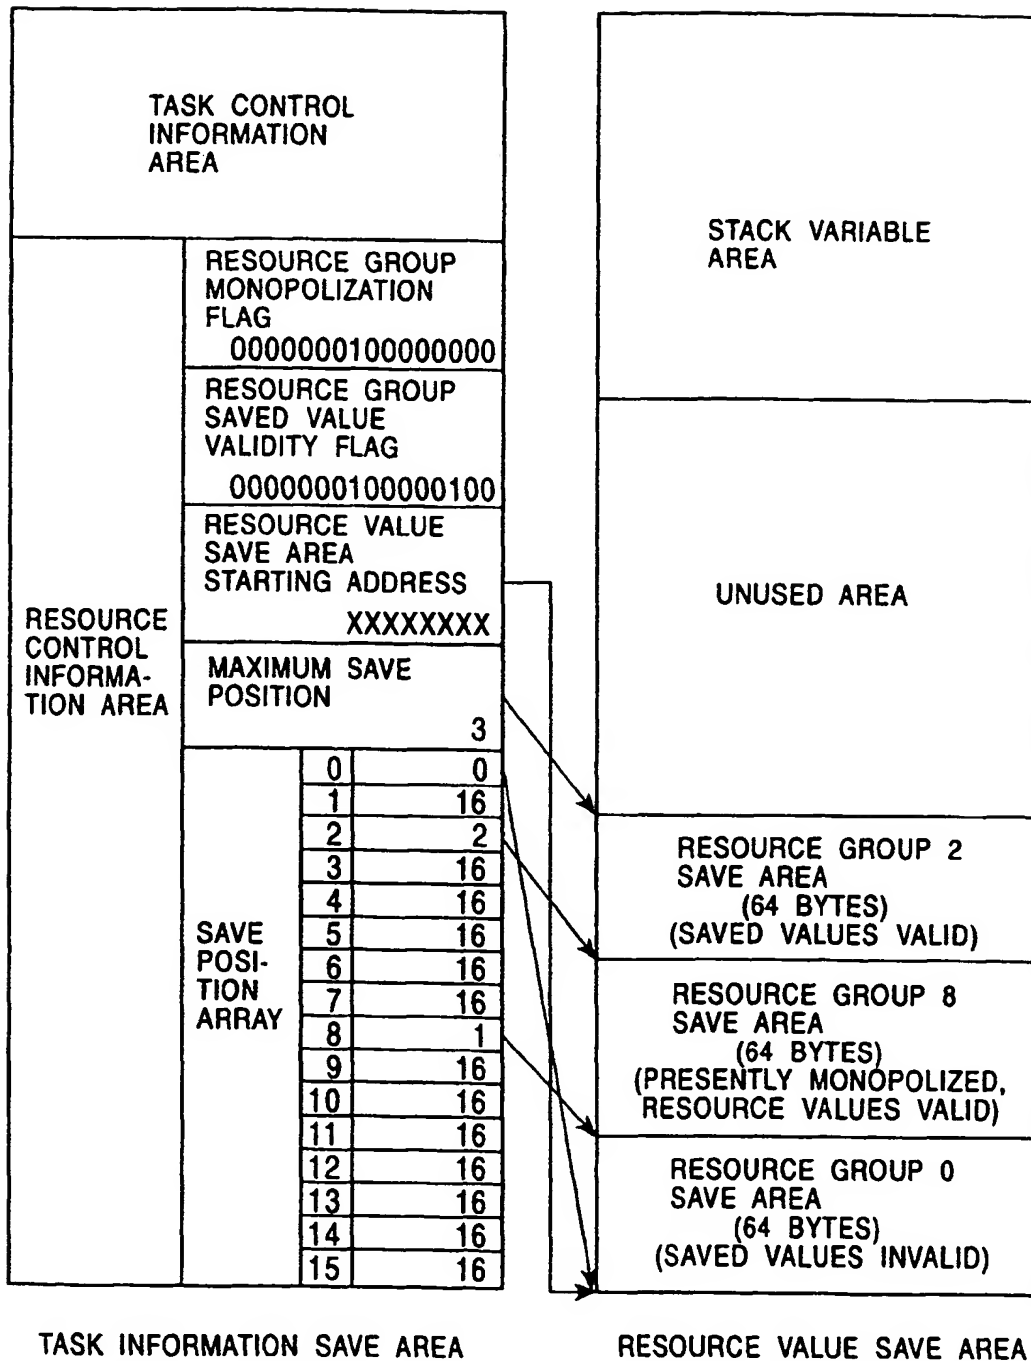 TASK CONTROL
INFORMATION
AREA
RESOURCE
CONTROL
INFORMA-
TION AREA
RESOURCE GROUP
MONOPOLIZATION
FLAG
0000000100000000
RESOURCE GROUP
SAVED VALUE
VALIDITY FLAG
0000000100000100
RESOURCE VALUE
SAVE AREA
STARTING ADDRESS
XXXXXXXX
MAXIMUM SAVE
POSITION
3
SAVE
POSI-
TION
ARRAY
0 0
1 16
2 2
3 16
4 16
5 16
6 16
7 16
8 1
9 16
10 16
11 16
12 16
13 16
14 16
15 16
TASK INFORMATION SAVE AREA
STACK VARIABLE
AREA
UNUSED AREA
RESOURCE GROUP 2
SAVE AREA
(64 BYTES)
(SAVED VALUES VALID)
RESOURCE GROUP 8
SAVE AREA
(64 BYTES)
(PRESENTLY MONOPOLIZED,
RESOURCE VALUES VALID)
RESOURCE GROUP 0
SAVE AREA
(64 BYTES)
(SAVED VALUES INVALID)
RESOURCE VALUE SAVE AREA